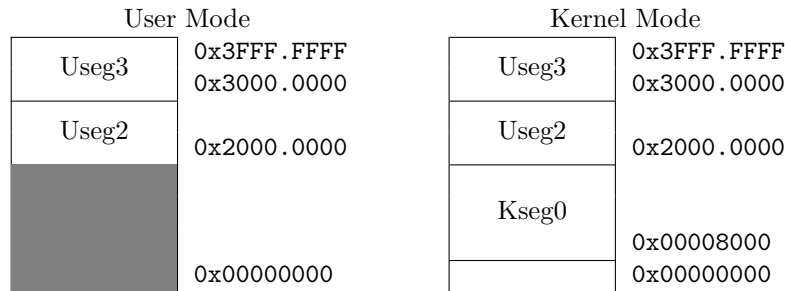 User Mode
Useg3
0x3FFF.FFFF
0x3000.0000
Useg2
0x2000.0000
0x00000000
Kernel Mode
Useg3
0x3FFF.FFFF
0x3000.0000
Useg2
0x2000.0000
Kseg0
0x00008000
0x00000000